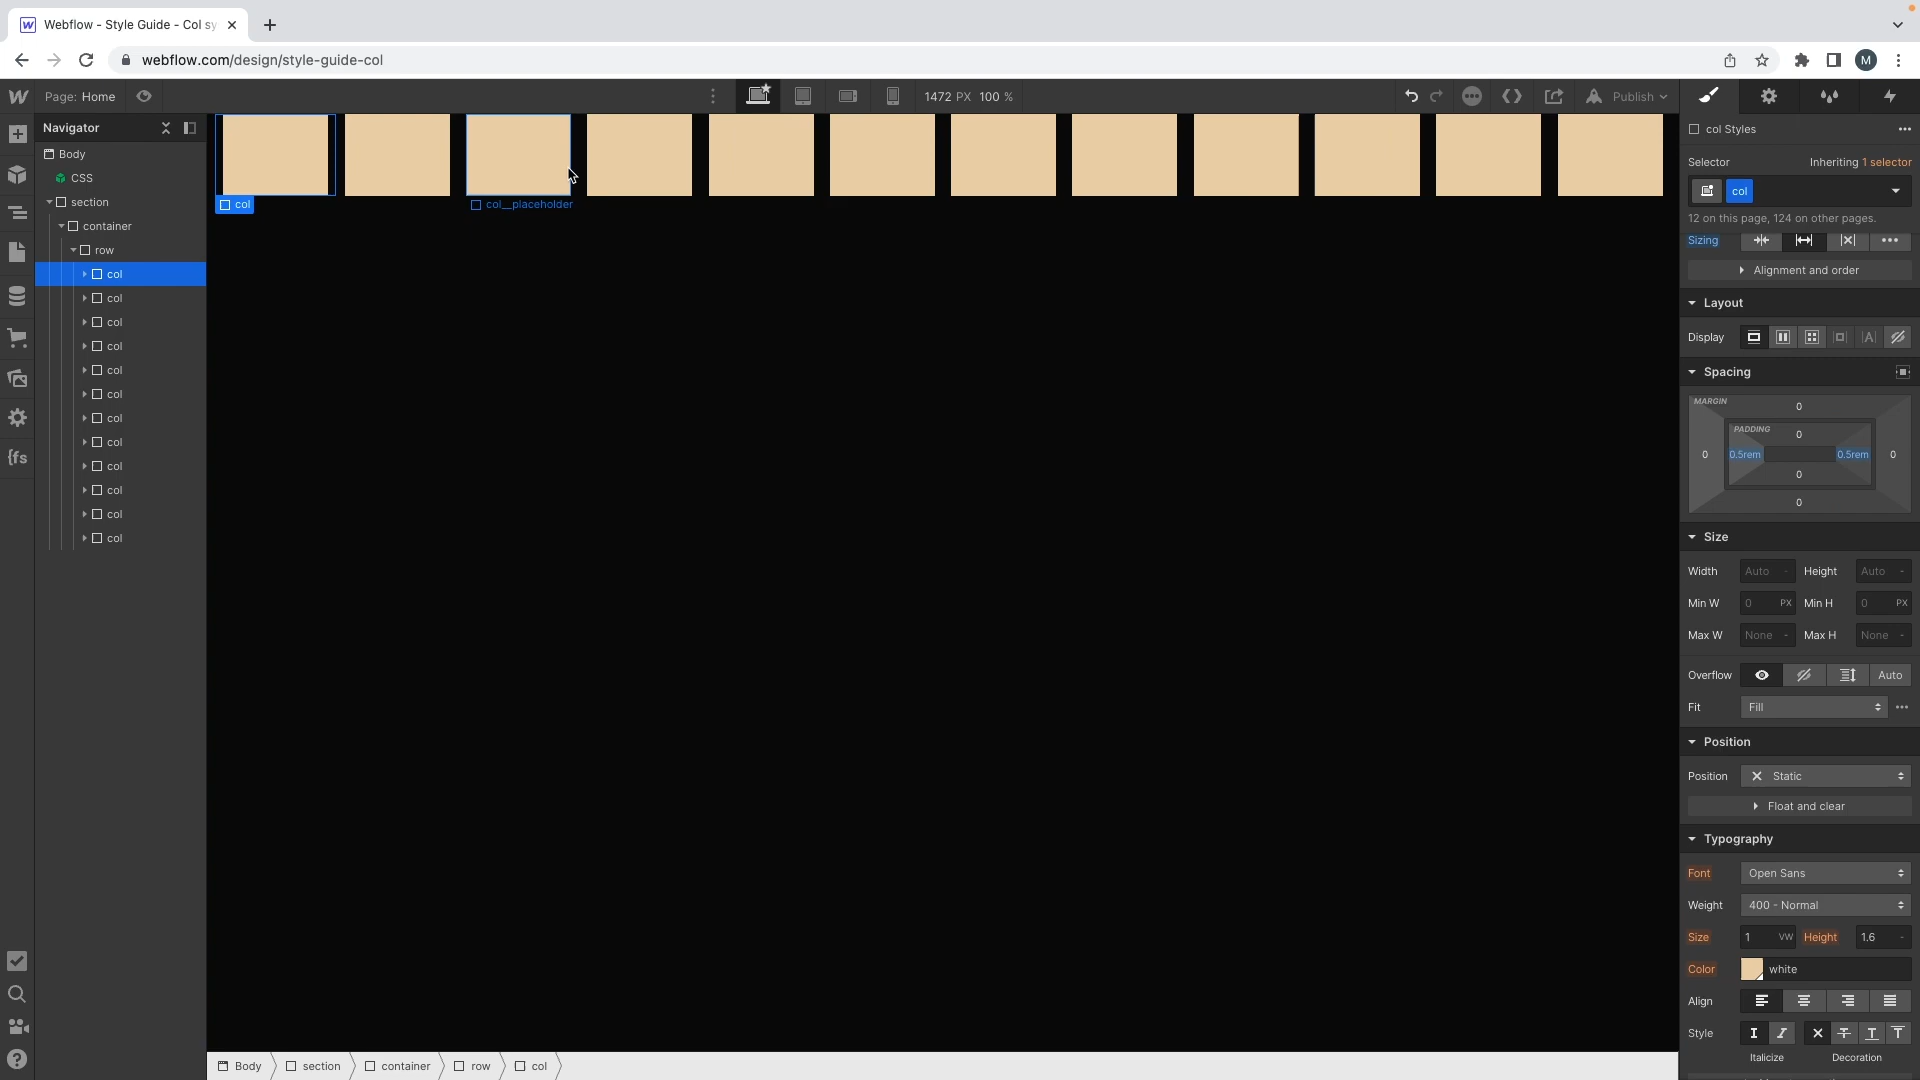 Webflow - Style Guide - Col sy
webflow.com/design/style-guide-col
M
Page: Home
1472 PX 100 %
Publish
Navigator
Body
CSS
section
container
row
col
col
col
col
col
col
col
col
col
col
col
col
{fs
col
col__placeholder
col Styles
Selector
Inheriting 1 selector
col
12 on this page, 124 on other pages.
Sizing
Alignment and order
Layout
Display
Spacing
MARGIN
0
PADDING
0
0 0.5rem 0.5rem 0
0
0
Size
Width Auto - Height Auto -
Min W 0 PX Min H 0 PX
Max W None - Max H None -
Overflow Auto
Fit Fill
Position
Position Static
Float and clear
Typography
Font Open Sans
Weight 400 - Normal
Size 1 VW Height 1.6 -
Color white
Align
Style
Italicize Decoration
Body section container row col